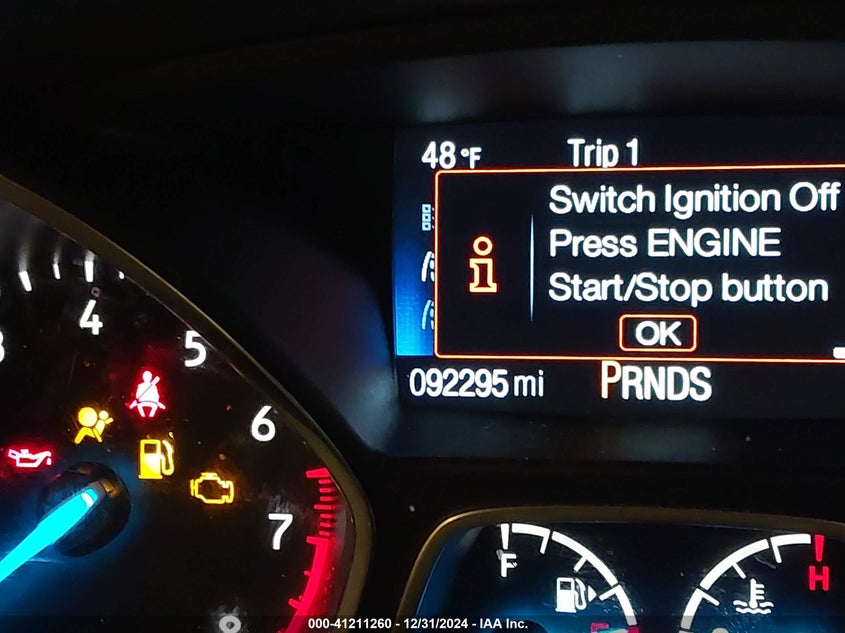 48°F Trip 1
Switch Ignition Off
Press ENGINE
Start/Stop button
OK
092295 mi PRNDS
4
5
6
7
F
H
000-41211260 - 12/31/2024 - IAA Inc.